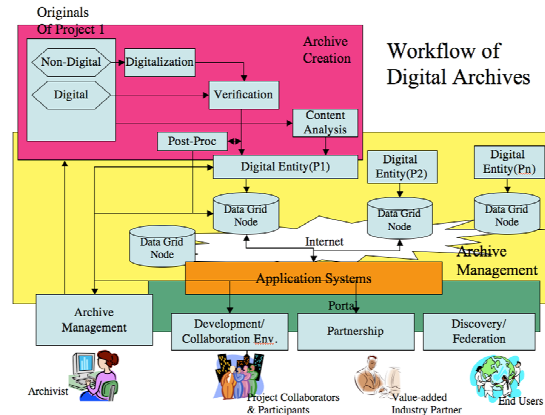 Originals
Of Project 1
Archive
Creation
Workflow of
Digital Archives
Non-Digital
Digitalization
Digital
Verification
Content
Analysis
Post-Proc
Digital Entity(P1)
Digital
Entity(P2)
Digital
Entity(Pn)
Data Grid
Node
Data Grid
Node
Data Grid
Node
Data Grid
Node
Internet
Archive
Management
Application Systems
Portal
Archive
Management
Development/
Collaboration Env.
Partnership
Discovery/
Federation
Archivist
Project Collaborators
& Participants
Value-added
Industry Partner
End Users